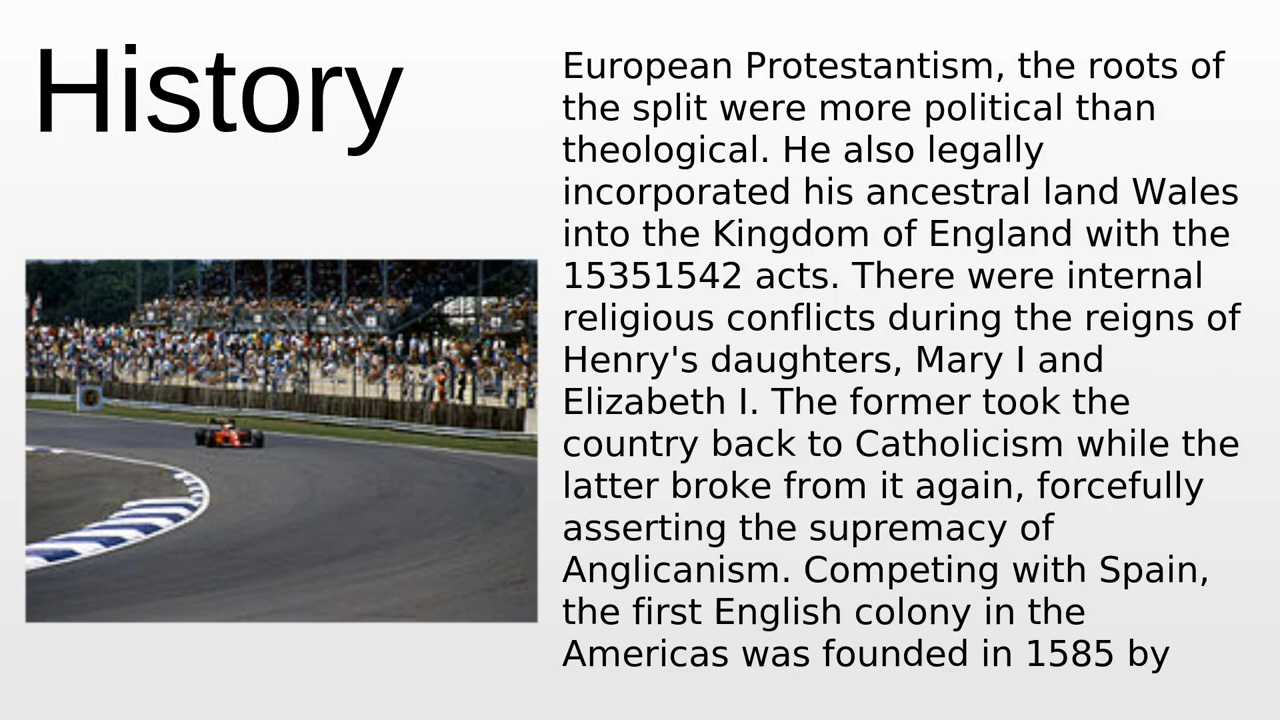 History
European Protestantism, the roots of
the split were more political than
theological. He also legally
incorporated his ancestral land Wales
into the Kingdom of England with the
15351542 acts. There were internal
religious conflicts during the reigns of
Henry's daughters, Mary I and
Elizabeth I. The former took the
country back to Catholicism while the
latter broke from it again, forcefully
asserting the supremacy of
Anglicanism. Competing with Spain,
the first English colony in the
Americas was founded in 1585 by